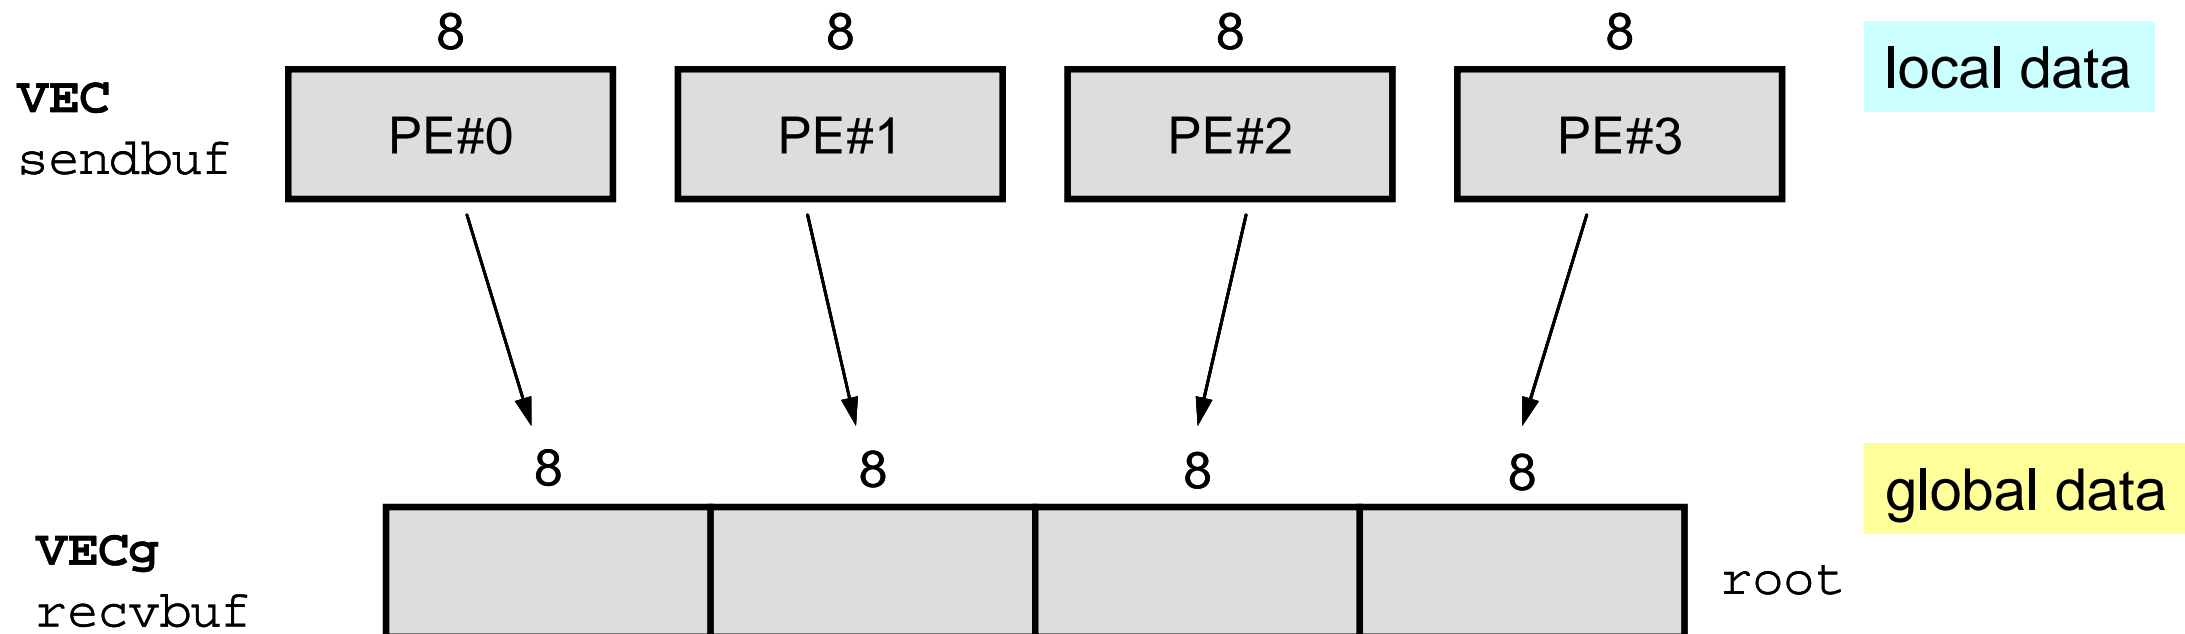 8 8 8 8
local data
VEC
sendbuf
PE#0 PE#1 PE#2 PE#3
8 8 8 8
global data
VECg
recvbuf
root